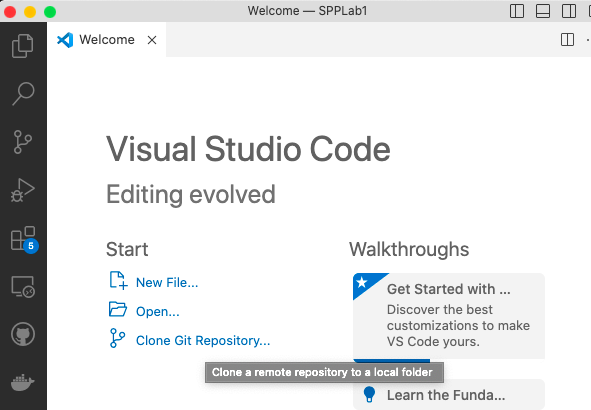 Welcome — SPPLab1
Welcome
Visual Studio Code
Editing evolved
Start
New File...
Open...
Clone Git Repository...
Clone a remote repository to a local folder
Walkthroughs
Get Started with ...
Discover the best
customizations to make
VS Code yours.
Learn the Funda...
5